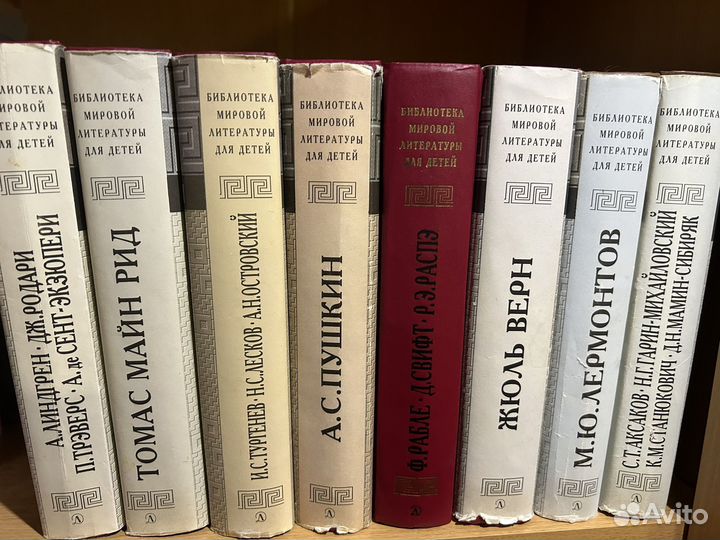 БИБЛИОТЕКА
МИРОВОЙ
ЛИТЕРАТУРЫ
ДЛЯ ДЕТЕЙ
А.ЛИНДГРЕН·ДЖ.РОДАРИ
П.ТРЭВЕРС·А.де СЕНТ-ЭКЗЮПЕРИ
БИБЛИОТЕКА
МИРОВОЙ
ЛИТЕРАТУРЫ
ДЛЯ ДЕТЕЙ
ТОМАС МАЙН РИД
БИБЛИОТЕКА
МИРОВОЙ
ЛИТЕРАТУРЫ
ДЛЯ ДЕТЕЙ
И.С.ТУРГЕНЕВ·Н.С.ЛЕСКОВ·А.Н.ОСТРОВСКИЙ
БИБЛИОТЕКА
МИРОВОЙ
ЛИТЕРАТУРЫ
ДЛЯ ДЕТЕЙ
А.С.ПУШКИН
БИБЛИОТЕКА
МИРОВОЙ
ЛИТЕРАТУРЫ
ДЛЯ ДЕТЕЙ
Ф.РАБЛЕ·Д.СВИФТ·Р.Э.РАСПЭ
БИБЛИОТЕКА
МИРОВОЙ
ЛИТЕРАТУРЫ
ДЛЯ ДЕТЕЙ
ЖЮЛЬ ВЕРН
БИБЛИОТЕКА
МИРОВОЙ
ЛИТЕРАТУРЫ
ДЛЯ ДЕТЕЙ
М.Ю.ЛЕРМОНТОВ
БИБЛИОТЕКА
МИРОВОЙ
ЛИТЕРАТУРЫ
ДЛЯ ДЕТЕЙ
С.Т.АКСАКОВ·Н.Г.ГАРИН-МИХАЙЛОВСКИЙ
К.М.СТАНЮКОВИЧ·Д.Н.МАМИН-СИБИРЯК
Avito